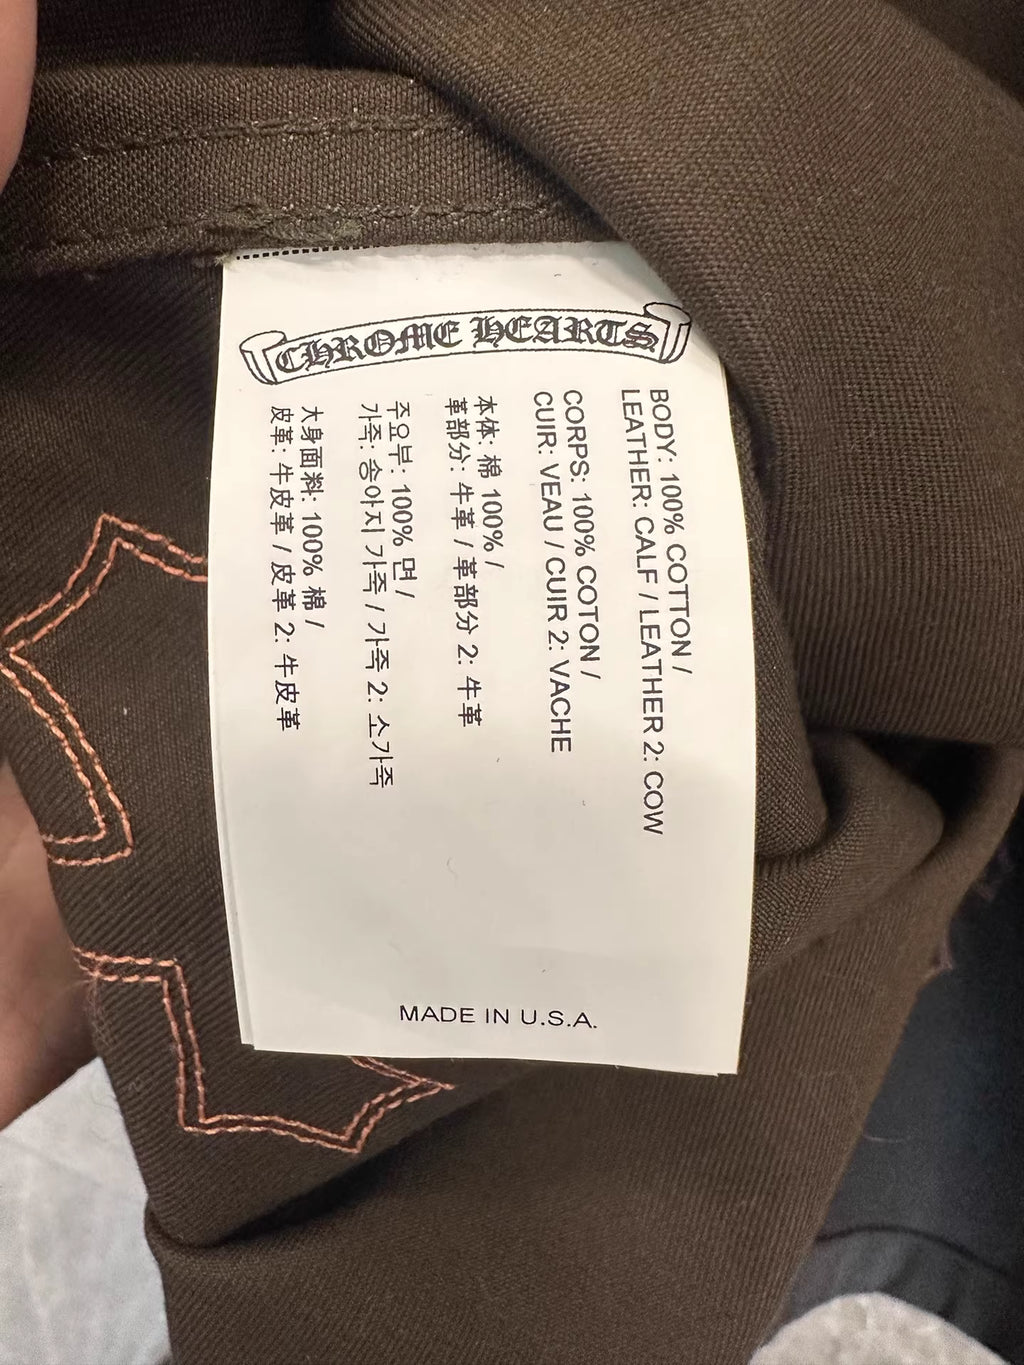 CHROME HEARTS
BODY: 100% COTTON /
LEATHER: CALF / LEATHER 2: COW
CORPS: 100% COTON /
CUIR: VEAU / CUIR 2: VACHE
本体: 棉 100% /
革部分: 牛革 / 革部分 2: 牛革
주요부: 100% 면 /
가죽: 송아지 가죽 / 가죽 2: 소가죽
大身面料: 100% 棉 /
皮革: 牛皮革 / 皮革 2: 牛皮革
MADE IN U.S.A.